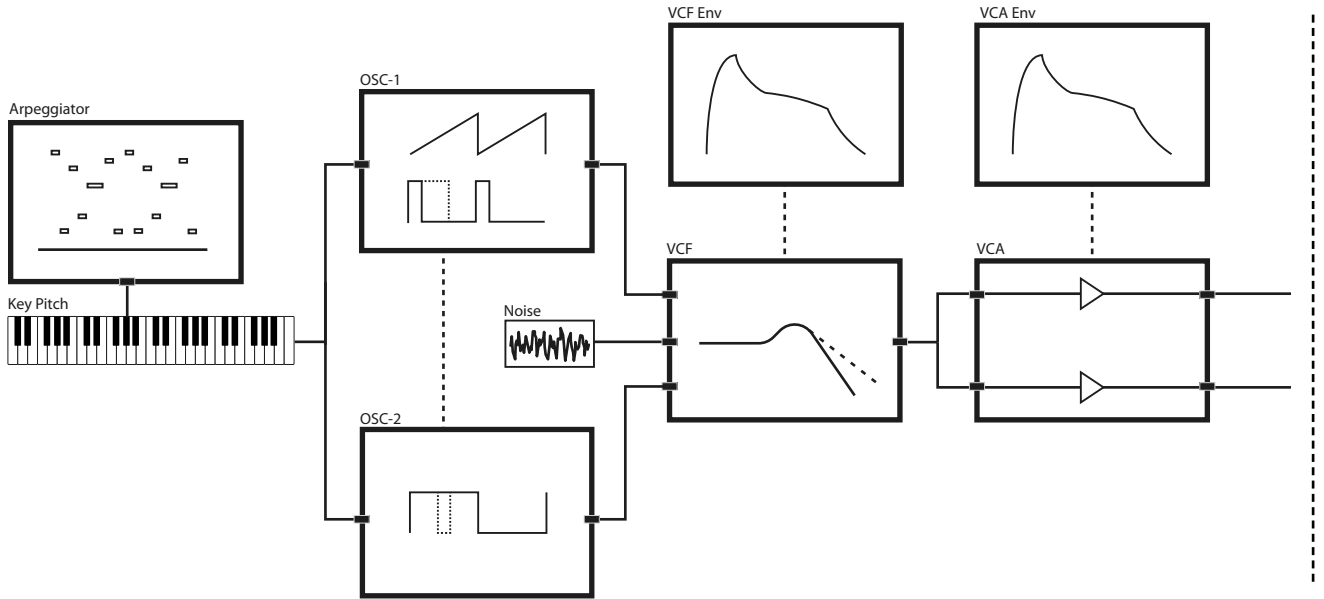 VCF Env
VCA Env
OSC-1
Arpeggiator
VCF
VCA
Key Pitch
Noise
OSC-2